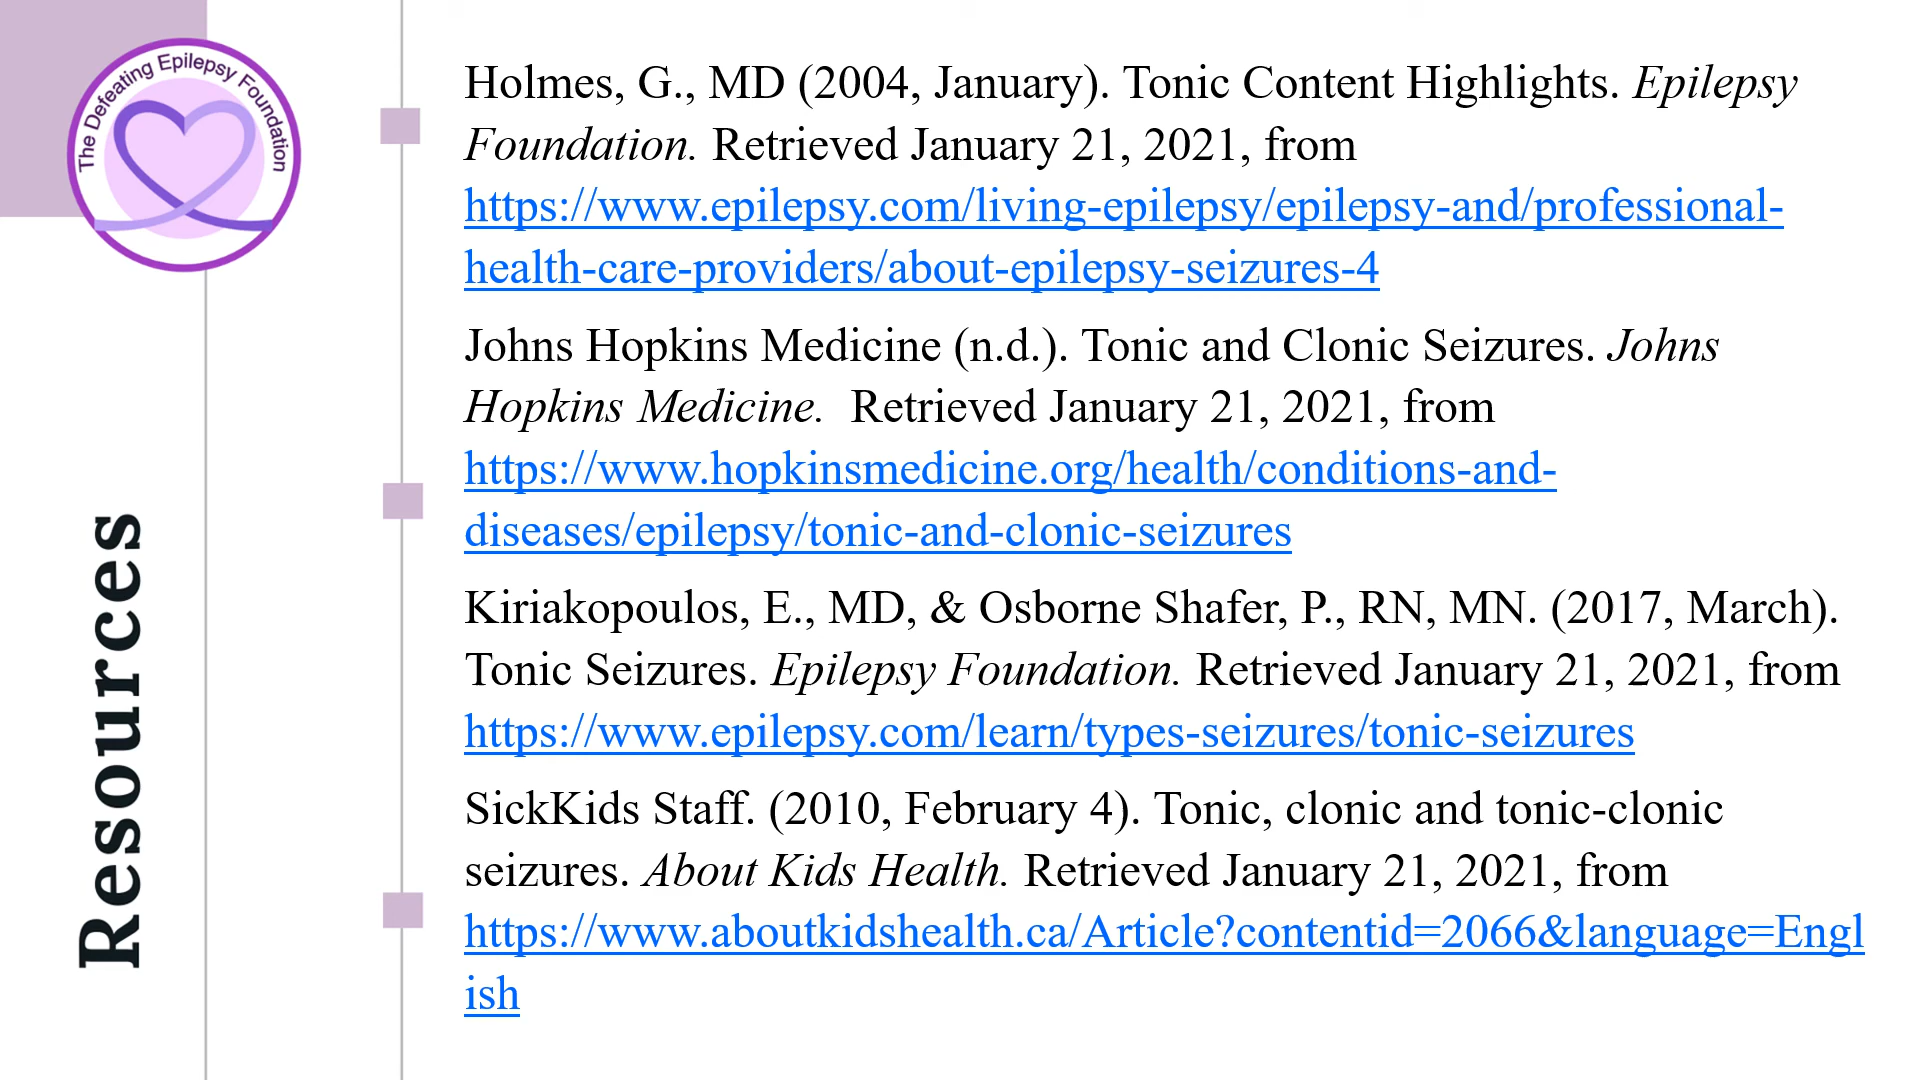 The Defeating Epilepsy Foundation
Resources
Holmes, G., MD (2004, January). Tonic Content Highlights. Epilepsy
Foundation. Retrieved January 21, 2021, from
https://www.epilepsy.com/living-epilepsy/epilepsy-and/professional-
health-care-providers/about-epilepsy-seizures-4
Johns Hopkins Medicine (n.d.). Tonic and Clonic Seizures. Johns
Hopkins Medicine.  Retrieved January 21, 2021, from
https://www.hopkinsmedicine.org/health/conditions-and-
diseases/epilepsy/tonic-and-clonic-seizures
Kiriakopoulos, E., MD, & Osborne Shafer, P., RN, MN. (2017, March).
Tonic Seizures. Epilepsy Foundation. Retrieved January 21, 2021, from
https://www.epilepsy.com/learn/types-seizures/tonic-seizures
SickKids Staff. (2010, February 4). Tonic, clonic and tonic-clonic
seizures. About Kids Health. Retrieved January 21, 2021, from
https://www.aboutkidshealth.ca/Article?contentid=2066&language=Engl
ish